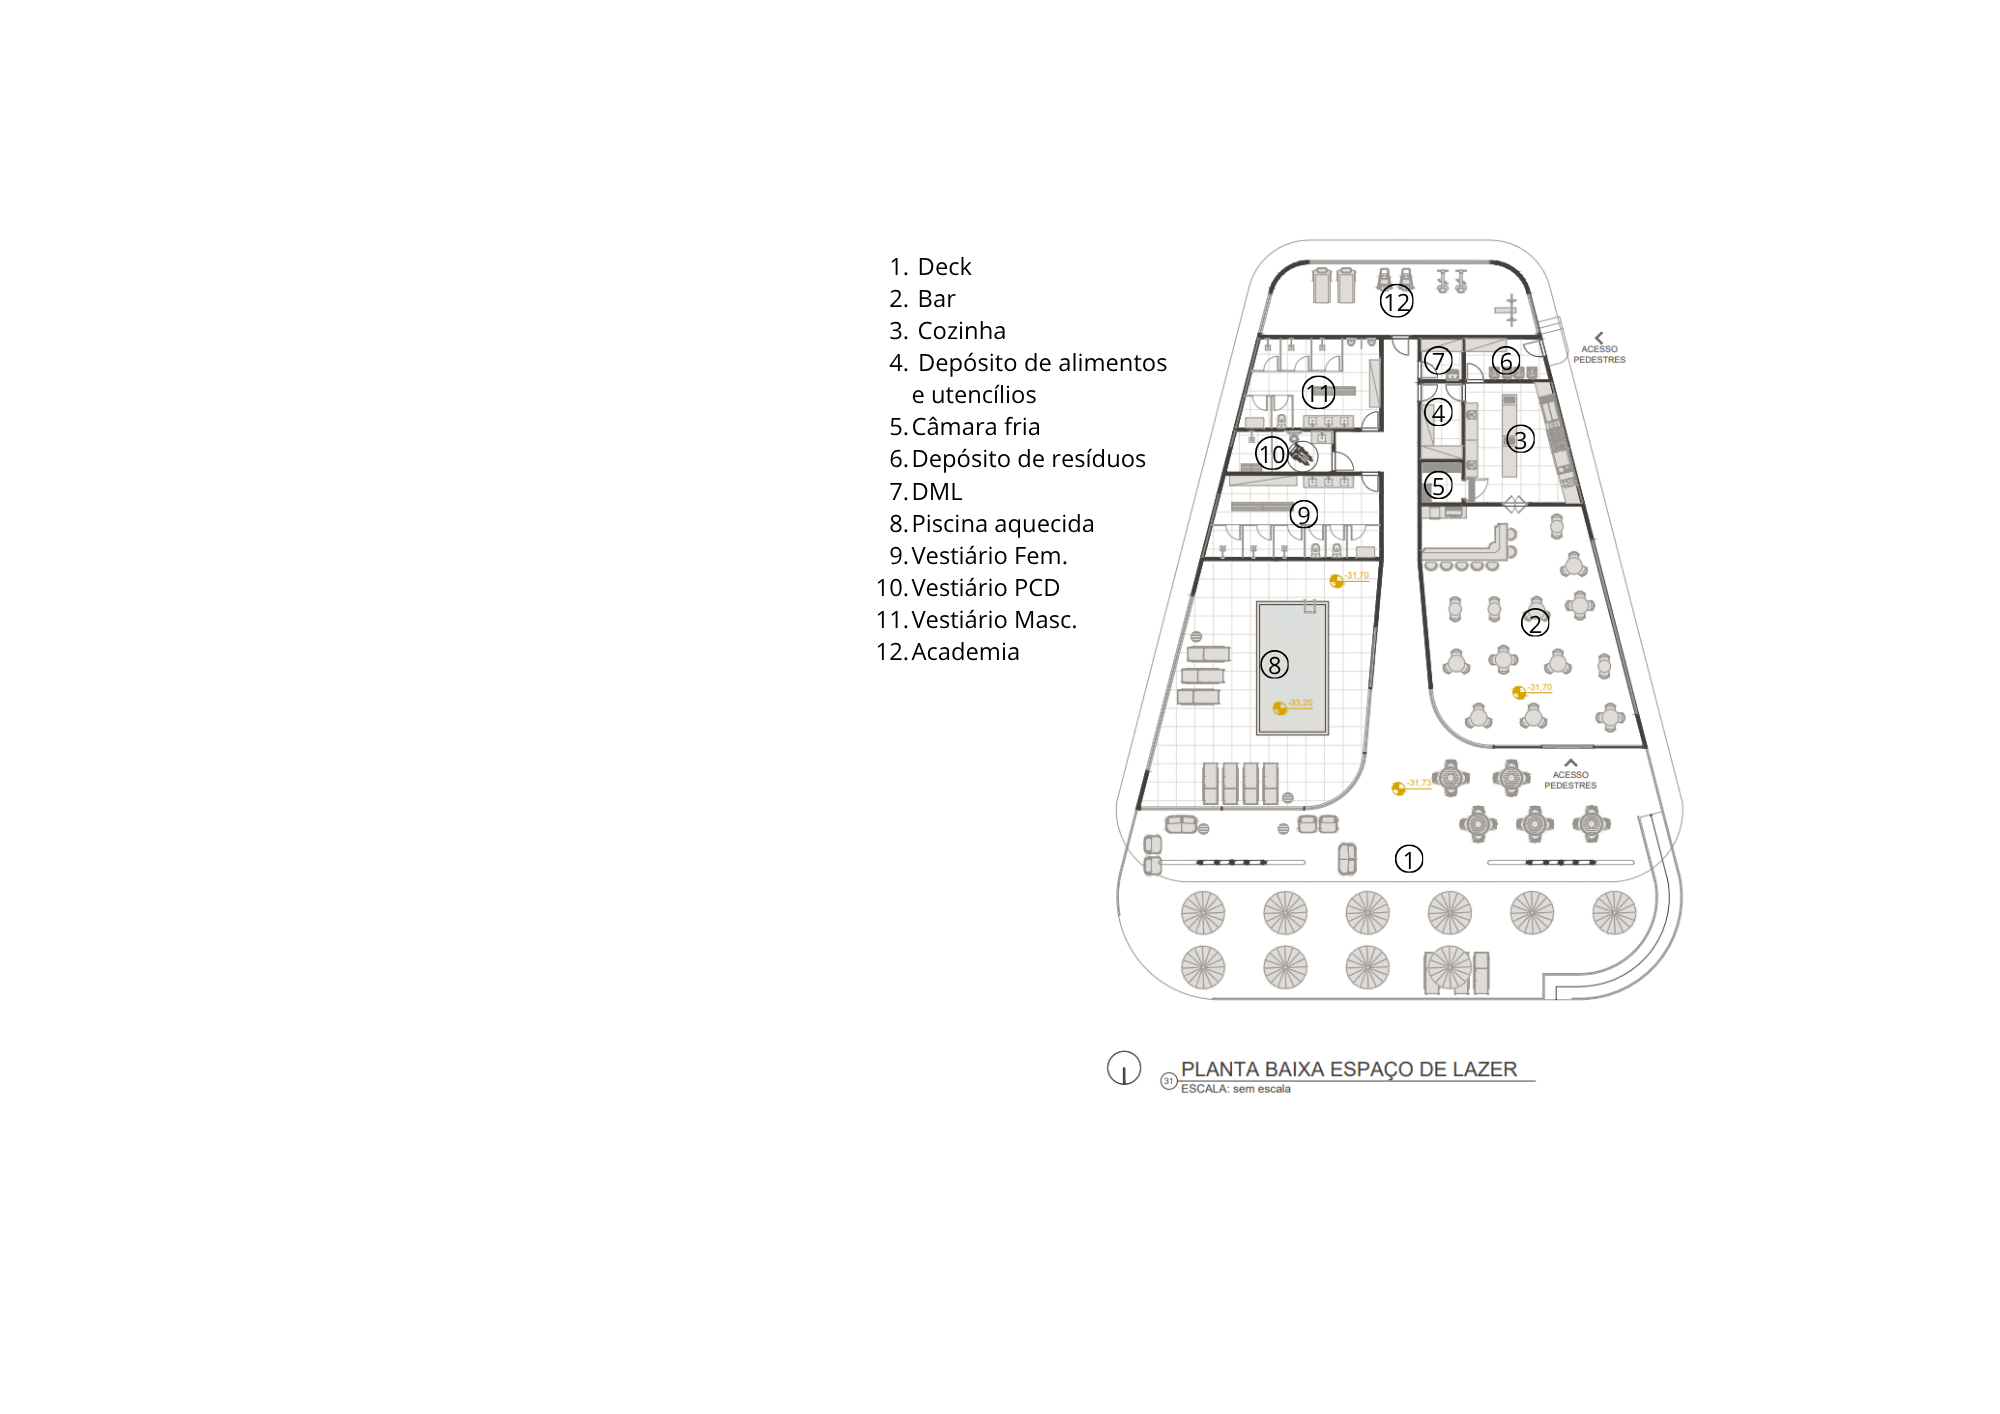 1. Deck
2. Bar
3. Cozinha
4. Depósito de alimentos
e utencílios
5. Câmara fria
6. Depósito de resíduos
7. DML
8. Piscina aquecida
9. Vestiário Fem.
10. Vestiário PCD
11. Vestiário Masc.
12. Academia
12
ACESSO
PEDESTRES
7
6
11
4
3
10
5
9
-31,70
2
8
-31,70
-33,20
ACESSO
PEDESTRES
-31,73
1
PLANTA BAIXA ESPAÇO DE LAZER
31
ESCALA: sem escala